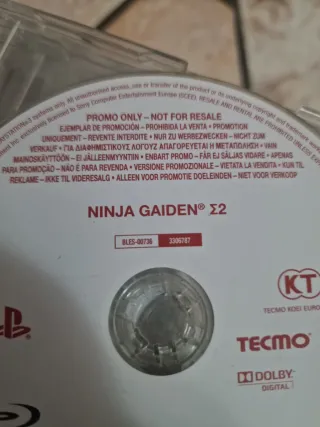 PROMO ONLY – NOT FOR RESALE
EJEMPLAR DE PROMOCIÓN – PROHIBIDA LA VENTA • PROMOTION
UNIQUEMENT – REVENTE INTERDITE • NUR ZU WERBEZWECKEN – NICHT ZUM
VERKAUF • ΓΙΑ ΔΙΑΦΗΜΙΣΤΙΚΟΥΣ ΛΟΓΟΥΣ ΑΠΑΓΟΡΕΥΕΤΑΙ Η ΜΕΤΑΠΩΛΗΣΗ • VAIN
MAINOSKÄYTTÖÖN – EI JÄLLEENMYYNTIIN • ENBART PROMO – FÅR EJ SÄLJAS VIDARE • APENAS
PARA PROMOÇÃO – NÃO É PARA REVENDA • VERSIONE PROMOZIONALE – VIETATA LA VENDITA • KUN TIL
REKLAME – IKKE TIL VIDERESALG • ALLEEN VOOR PROMOTIE DOELEINDEN – NIET VOOR VERKOOP
NINJA GAIDEN® Σ2
BLES-00736 3306707
KT
TECMO KOEI EURO
TECMO
DOLBY
DIGITAL